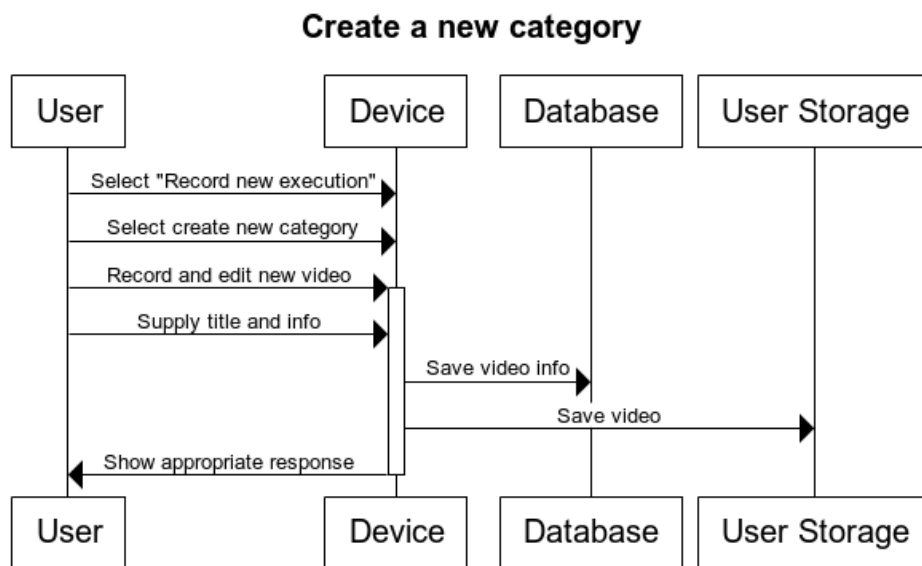 Create a new category
User
Device
Database
User Storage
Select "Record new execution"
Select create new category
Record and edit new video
Supply title and info
Save video info
Save video
Show appropriate response
User
Device
Database
User Storage